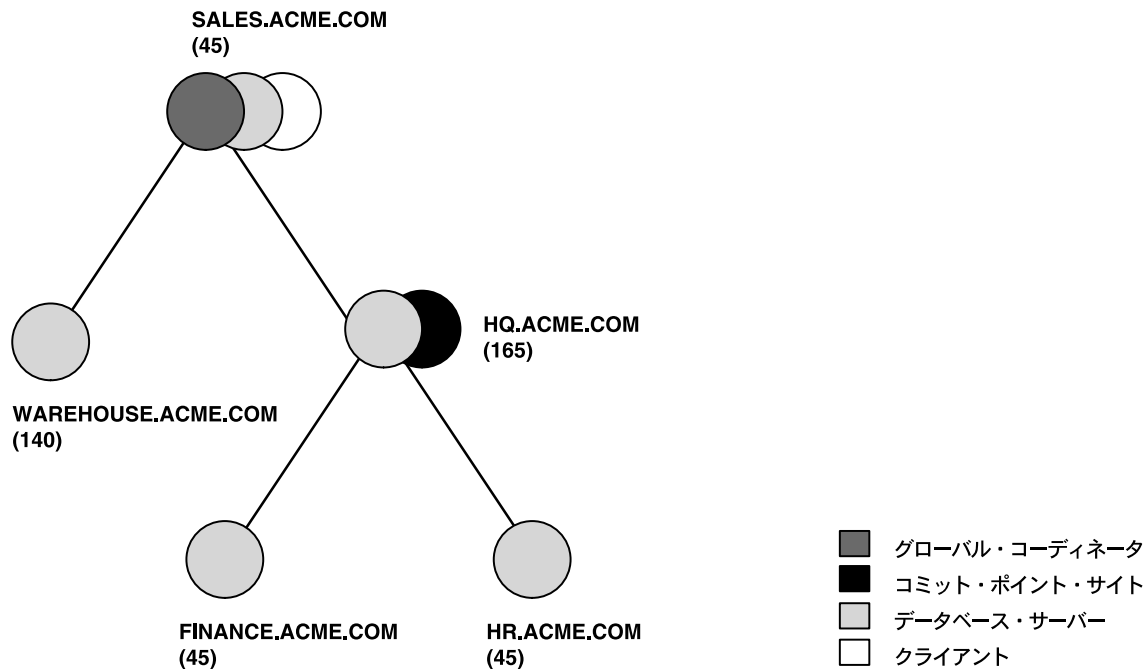 SALES.ACME.COM
(45)
HQ.ACME.COM
(165)
WAREHOUSE.ACME.COM
(140)
FINANCE.ACME.COM
(45)
HR.ACME.COM
(45)
グローバル・コーディネータ
コミット・ポイント・サイト
データベース・サーバー
クライアント